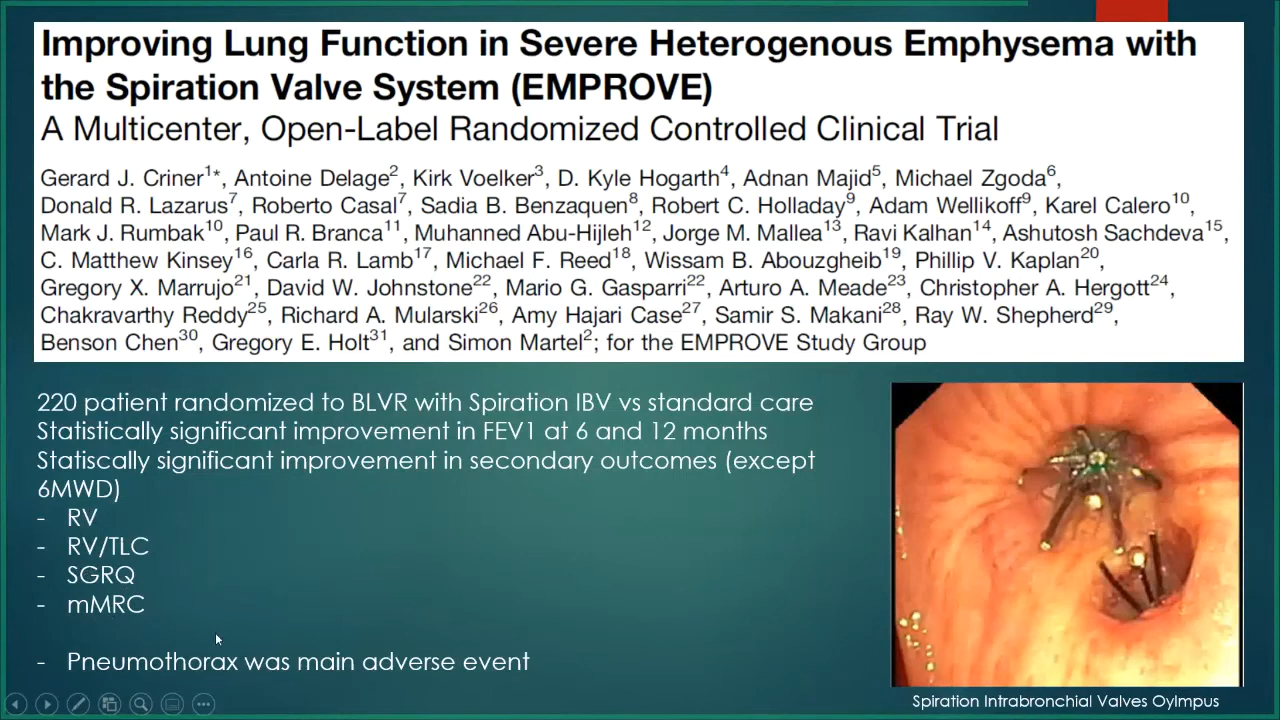 Improving Lung Function in Severe Heterogenous Emphysema with
the Spiration Valve System (EMPROVE)
A Multicenter, Open-Label Randomized Controlled Clinical Trial
Gerard J. Criner1*, Antoine Delage2, Kirk Voelker3, D. Kyle Hogarth4, Adnan Majid5, Michael Zgoda6,
Donald R. Lazarus7, Roberto Casal7, Sadia B. Benzaquen8, Robert C. Holladay9, Adam Wellikoff9, Karel Calero10,
Mark J. Rumbak10, Paul R. Branca11, Muhanned Abu-Hijleh12, Jorge M. Mallea13, Ravi Kalhan14, Ashutosh Sachdeva15,
C. Matthew Kinsey16, Carla R. Lamb17, Michael F. Reed18, Wissam B. Abouzgheib19, Phillip V. Kaplan20,
Gregory X. Marrujo21, David W. Johnstone22, Mario G. Gasparri22, Arturo A. Meade23, Christopher A. Hergott24,
Chakravarthy Reddy25, Richard A. Mularski26, Amy Hajari Case27, Samir S. Makani28, Ray W. Shepherd29,
Benson Chen30, Gregory E. Holt31, and Simon Martel2; for the EMPROVE Study Group
220 patient randomized to BLVR with Spiration IBV vs standard care
Statistically significant improvement in FEV1 at 6 and 12 months
Statiscally significant improvement in secondary outcomes (except
6MWD)
- RV
- RV/TLC
- SGRQ
- mMRC
- Pneumothorax was main adverse event
Spiration Intrabronchial Valves Oylmpus